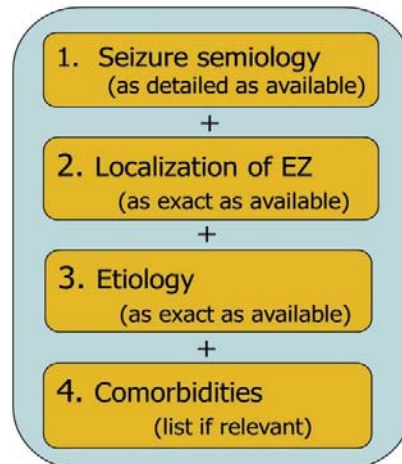 1. Seizure semiology
(as detailed as available)
+
2. Localization of EZ
(as exact as available)
+
3. Etiology
(as exact as available)
+
4. Comorbidities
(list if relevant)